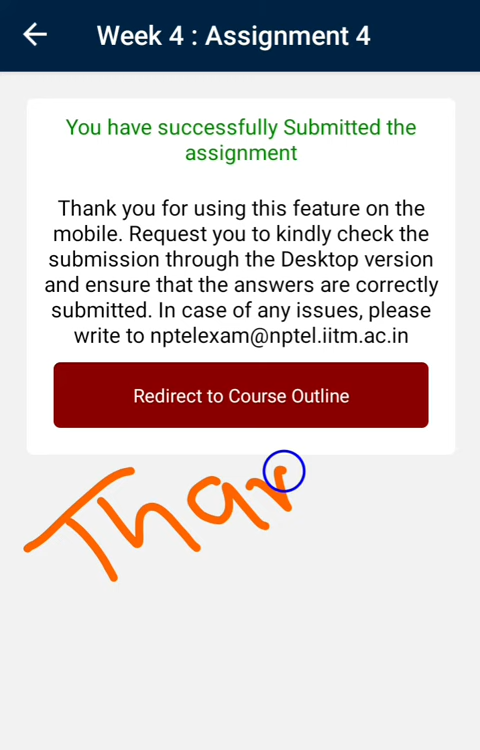 Week 4 : Assignment 4
You have successfully Submitted the
assignment
Thank you for using this feature on the
mobile. Request you to kindly check the
submission through the Desktop version
and ensure that the answers are correctly
submitted. In case of any issues, please
write to nptelexam@nptel.iitm.ac.in
Redirect to Course Outline